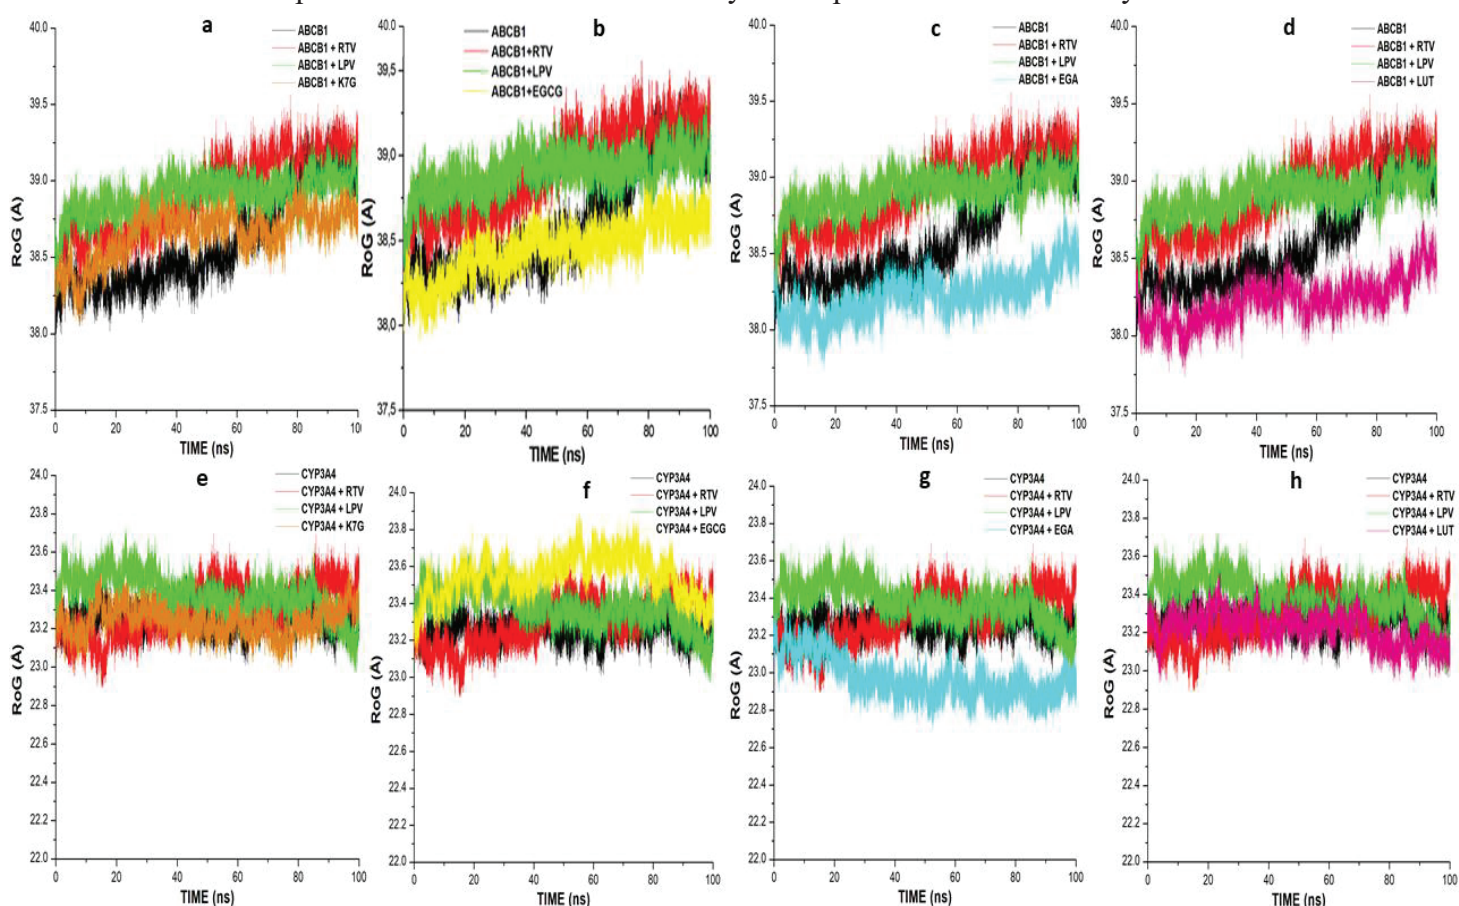 a
ABCB1
ABCB1 + RTV
ABCB1 + LPV
ABCB1 + K7G
40.0
39.5
39.0
38.5
38.0
37.5
RoG (Å)
0 20 40 60 80 100
TIME (ns)
b
ABCB1
ABCB1+RTV
ABCB1+LPV
ABCB1+EGCG
40.0
39.5
39.0
38.5
38.0
37,5
RoG (Å)
0 20 40 60 80 100
TIME (ns)
c
ABCB1
ABCB1 + RTV
ABCB1 + LPV
ABCB1 + EGA
40.0
39.5
39.0
38.5
38.0
37.5
RoG (Å)
0 20 40 60 80 100
TIME (ns)
d
ABCB1
ABCB1 + RTV
ABCB1 + LPV
ABCB1 + LUT
40.0
39.5
39.0
38.5
38.0
37.5
RoG (Å)
0 20 40 60 80 100
TIME (ns)
e
CYP3A4
CYP3A4 + RTV
CYP3A4 + LPV
CYP3A4 + K7G
24.0
23.8
23.6
23.4
23.2
23.0
22.8
22.6
22.4
22.2
22.0
RoG (Å)
0 20 40 60 80 100
TIME (ns)
f
CYP3A4
CYP3A4 + RTV
CYP3A4 + LPV
CYP3A4 + EGCG
24.0
23.8
23.6
23.4
23.2
23.0
22.8
22.6
22.4
22.2
22.0
RoG (Å)
0 20 40 60 80 100
TIME (ns)
g
CYP3A4
CYP3A4 + RTV
CYP3A4 + LPV
CYP3A4 + EGA
24.0
23.8
23.6
23.4
23.2
23.0
22.8
22.6
22.4
22.2
22.0
RoG (Å)
0 20 40 60 80 100
TIME (ns)
h
CYP3A4
CYP3A4 + RTV
CYP3A4 + LPV
CYP3A4 + LUT
24.0
23.8
23.6
23.4
23.2
23.0
22.8
22.6
22.4
22.2
22.0
RoG (Å)
0 20 40 60 80 100
TIME (ns)